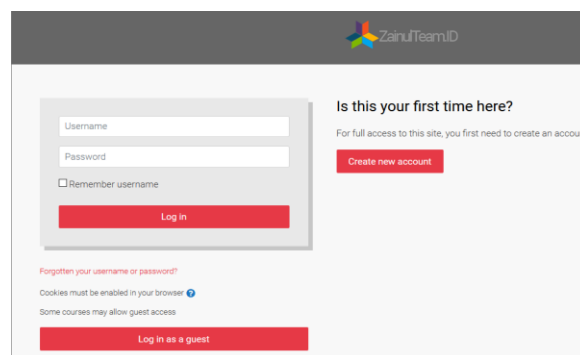 ZainulTeam.ID
Username
Password
Remember username
Log in
Forgotten your username or password?
Cookies must be enabled in your browser
Some courses may allow guest access
Log in as a guest
Is this your first time here?
For full access to this site, you first need to create an accou
Create new account